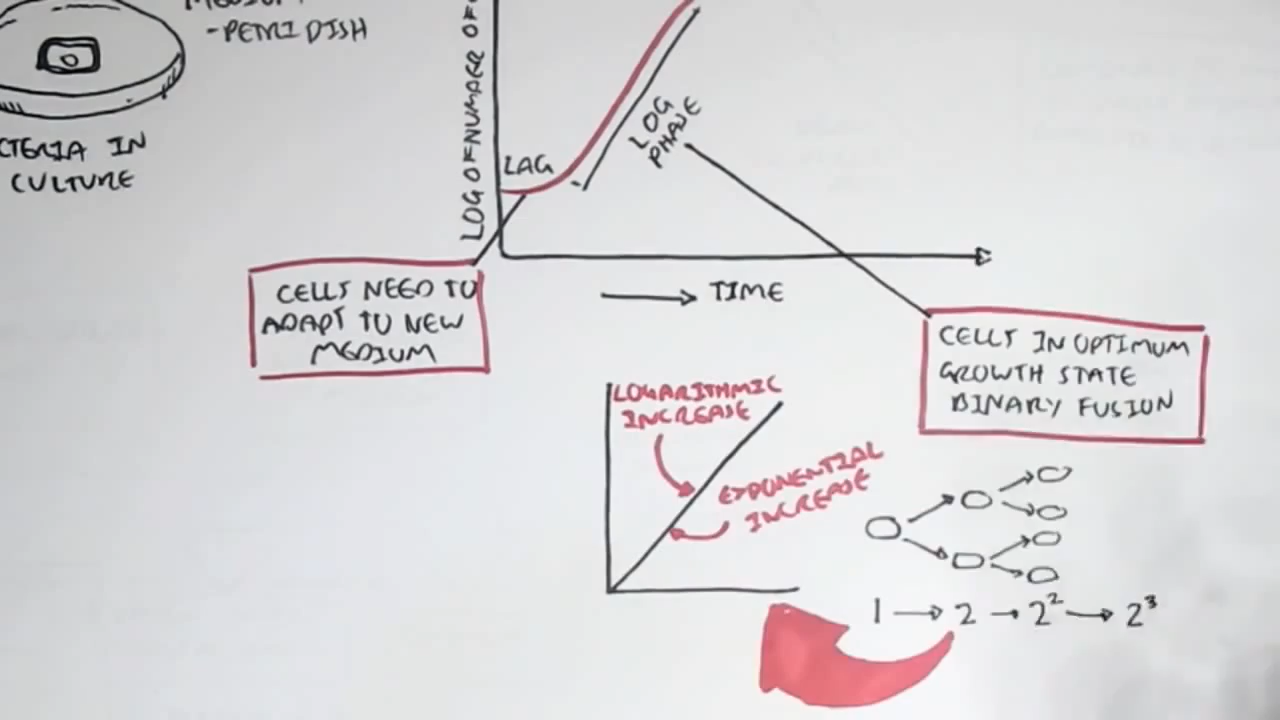 -PETRI DISH
IN
CULTURE
LOG OF NUMBER OF
LAG
LOG
PHASE
TIME
CELLS NEED TO
ADAPT TO NEW
MEDIUM
CELLS IN OPTIMUM
GROWTH STATE
BINARY FUSION
LOGARITHMIC
INCREASE
EXPONENTIAL
INCREASE
1 → 2 → 2² → 2³